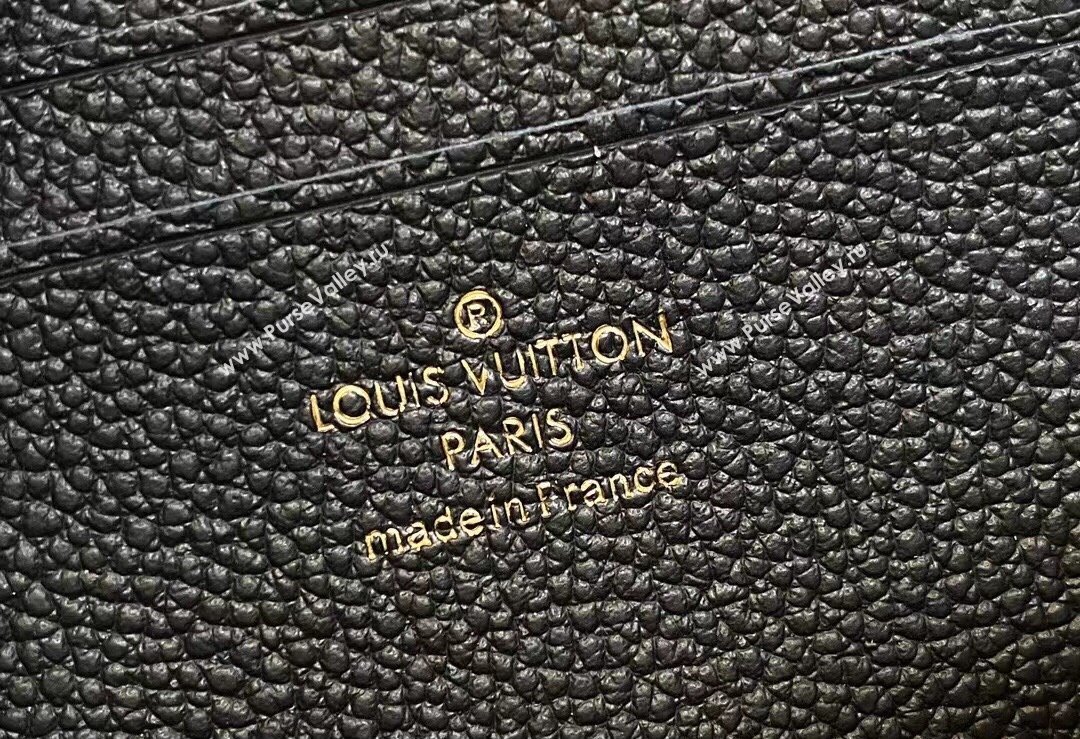 ®
LOUIS VUITTON
PARIS
made in France
www.PurseValley.ru
www.PurseValley.ru